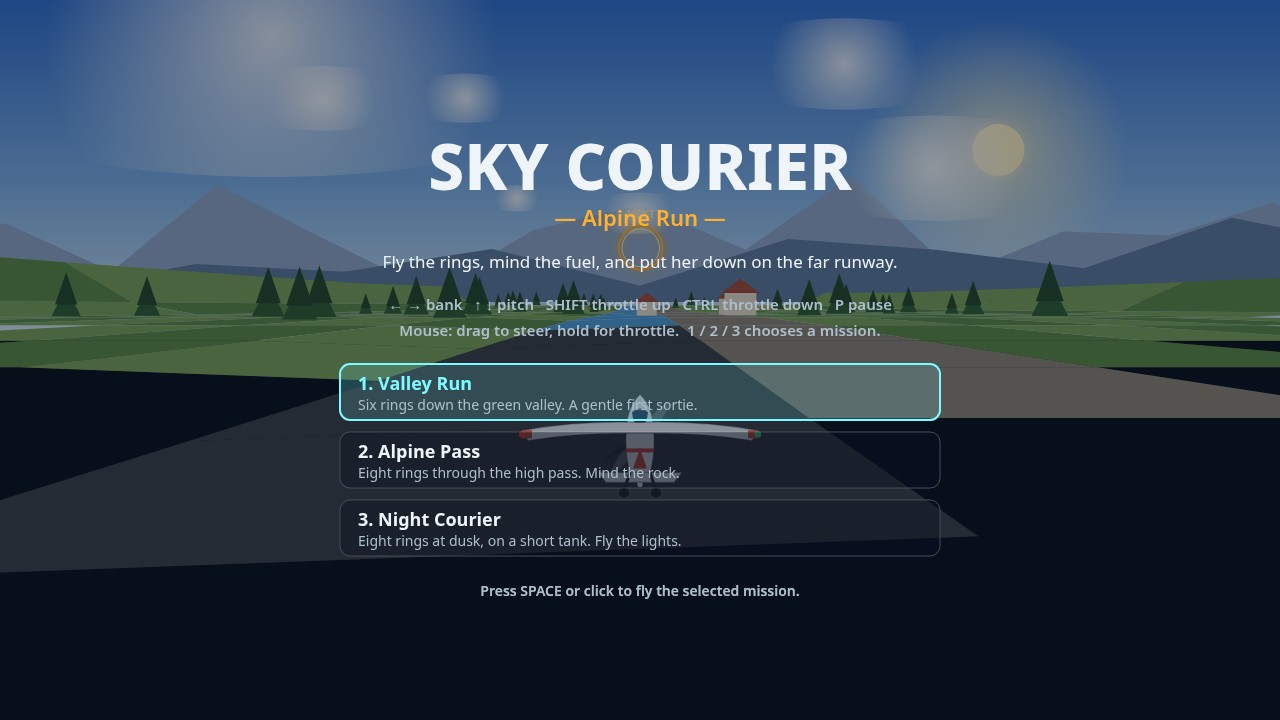 SKY COURIER
— Alpine Run —
Fly the rings, mind the fuel, and put her down on the far runway.
← → bank ↑ ↓ pitch SHIFT throttle up CTRL throttle down P pause
Mouse: drag to steer, hold for throttle. 1 / 2 / 3 chooses a mission.
1. Valley Run
Six rings down the green valley. A gentle first sortie.
2. Alpine Pass
Eight rings through the high pass. Mind the rock.
3. Night Courier
Eight rings at dusk, on a short tank. Fly the lights.
Press SPACE or click to fly the selected mission.